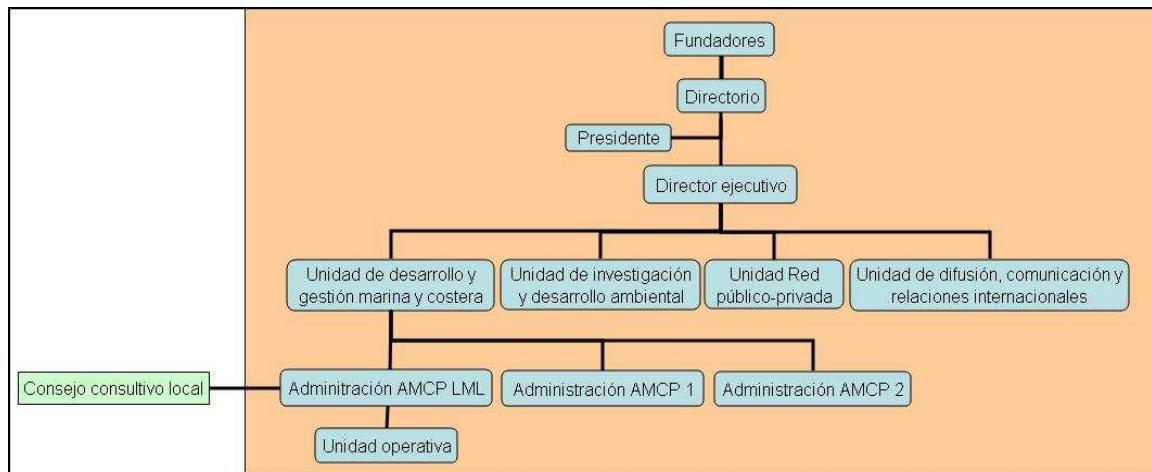 Fundadores
Directorio
Presidente
Director ejecutivo
Unidad de desarrollo y
gestión marina y costera
Unidad de investigación
y desarrollo ambiental
Unidad Red
público-privada
Unidad de difusión, comunicación y
relaciones internacionales
Consejo consultivo local
Adminitración AMCP LML
Administración AMCP 1
Administración AMCP 2
Unidad operativa